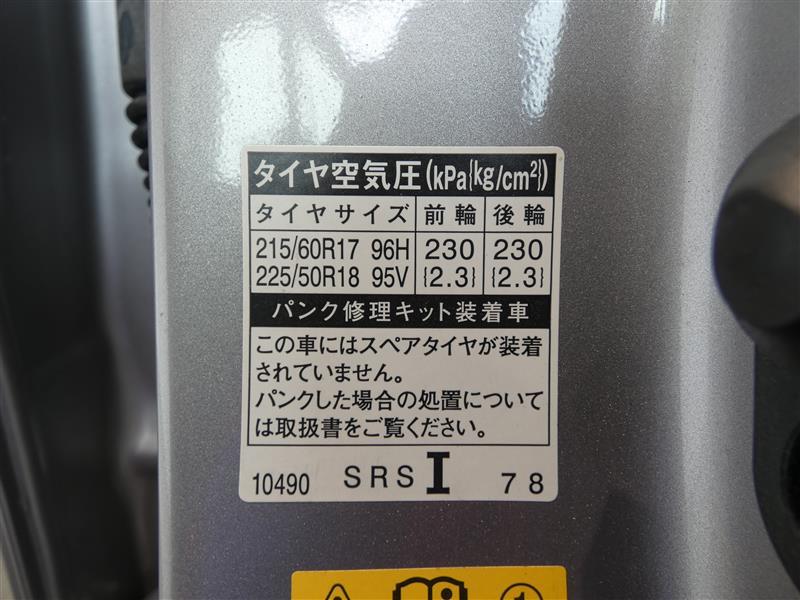 タイヤ空気圧(kPa{kg/cm²})
タイヤサイズ 前輪 後輪
215/60R17 96H 230 230
225/50R18 95V {2.3} {2.3}
パンク修理キット装着車
この車にはスペアタイヤが装着
されていません。
パンクした場合の処置について
は取扱書をご覧ください。
10490 SRS I 78
1